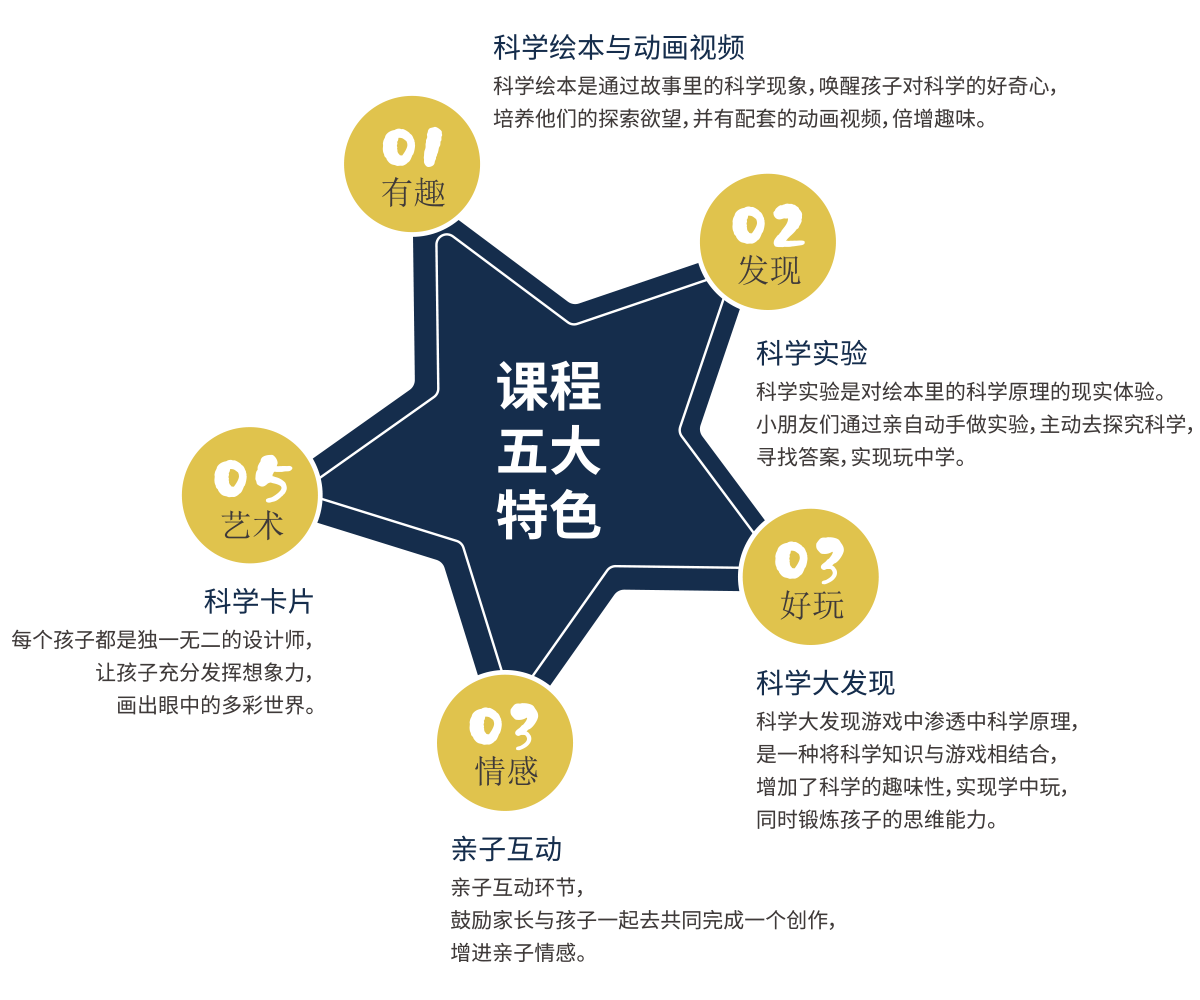 科学绘本与动画视频
科学绘本是通过故事里的科学现象，唤醒孩子对科学的好奇心，
培养他们的探索欲望，并有配套的动画视频，倍增趣味。
01
有趣
02
发现
科学实验
科学实验是对绘本里的科学原理的现实体验。
小朋友们通过亲自动手做实验，主动去探究科学，
寻找答案，实现玩中学。
课程
五大
特色
05
艺术
科学卡片
每个孩子都是独一无二的设计师，
让孩子充分发挥想象力，
画出眼中的多彩世界。
03
好玩
科学大发现
科学大发现游戏中渗透中科学原理，
是一种将科学知识与游戏相结合，
增加了科学的趣味性，实现学中玩，
同时锻炼孩子的思维能力。
03
情感
亲子互动
亲子互动环节，
鼓励家长与孩子一起去共同完成一个创作，
增进亲子情感。